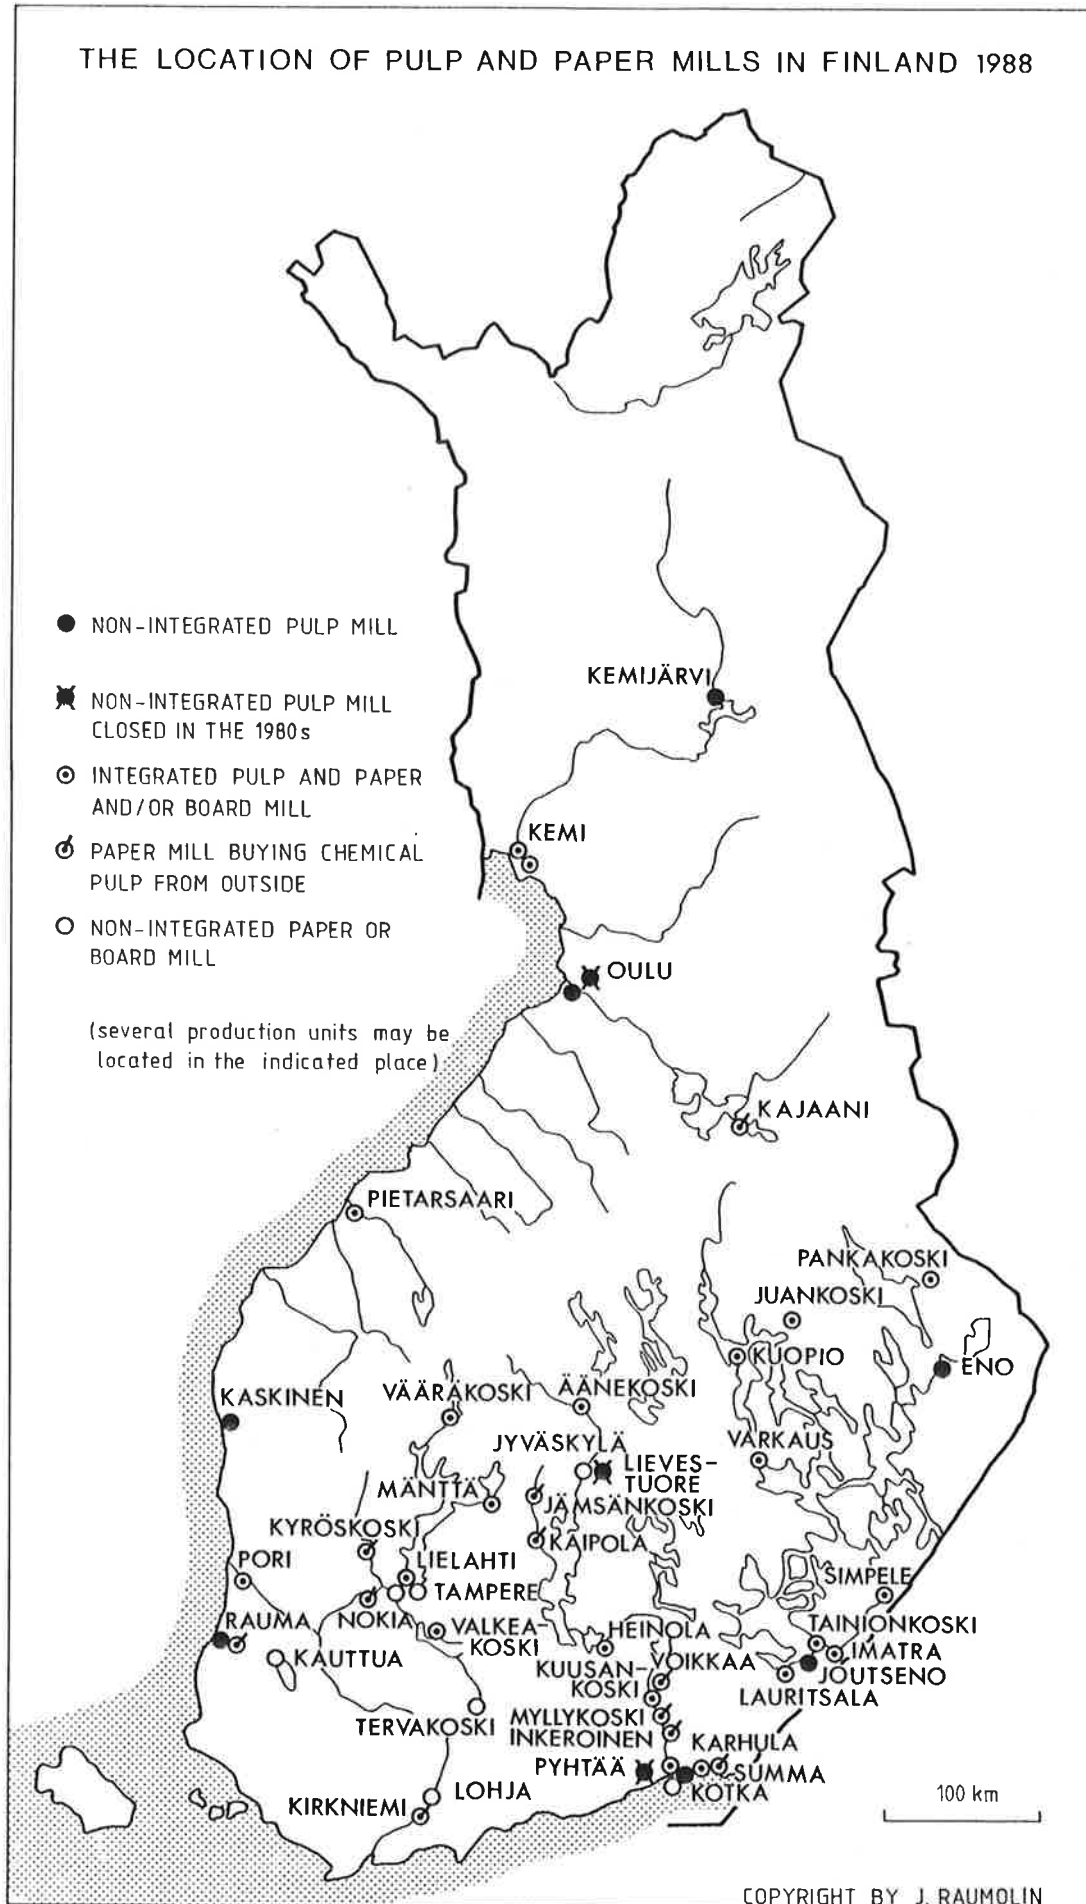 THE LOCATION OF PULP AND PAPER MILLS IN FINLAND 1988
NON-INTEGRATED PULP MILL
NON-INTEGRATED PULP MILL
CLOSED IN THE 1980s
INTEGRATED PULP AND PAPER
AND/OR BOARD MILL
PAPER MILL BUYING CHEMICAL
PULP FROM OUTSIDE
NON-INTEGRATED PAPER OR
BOARD MILL
(several production units may be
located in the indicated place)
KEMIJÄRVI
KEMI
OULU
KAJAANI
PIETARSAARI
PANKAKOSKI
JUANKOSKI
KUOPIO
ENO
KASKINEN
VÄÄRÄKOSKI
ÄÄNEKOSKI
JYVÄSKYLÄ
VARKAUS
LIEVES-
TUORE
MÄNTTÄ
JÄMSÄNKOSKI
KYRÖSKOSKI
KAIPOLA
PORI
LIELAHTI
TAMPERE
SIMPELE
RAUMA
NOKIA
VALKEA-
KOSKI
HEINOLA
TAINIONKOSKI
IMATRA
KAUTTUA
KUUSAN-
KOSKI
VOIKKAA
JOUTSENO
LAURITSALA
TERVAKOSKI
MYLLYKOSKI
INKEROINEN
KARHULA
PYHTÄÄ
SUMMA
KOTKA
LOHJA
KIRKNIEMI
100 km
COPYRIGHT BY J. RAUMOLIN